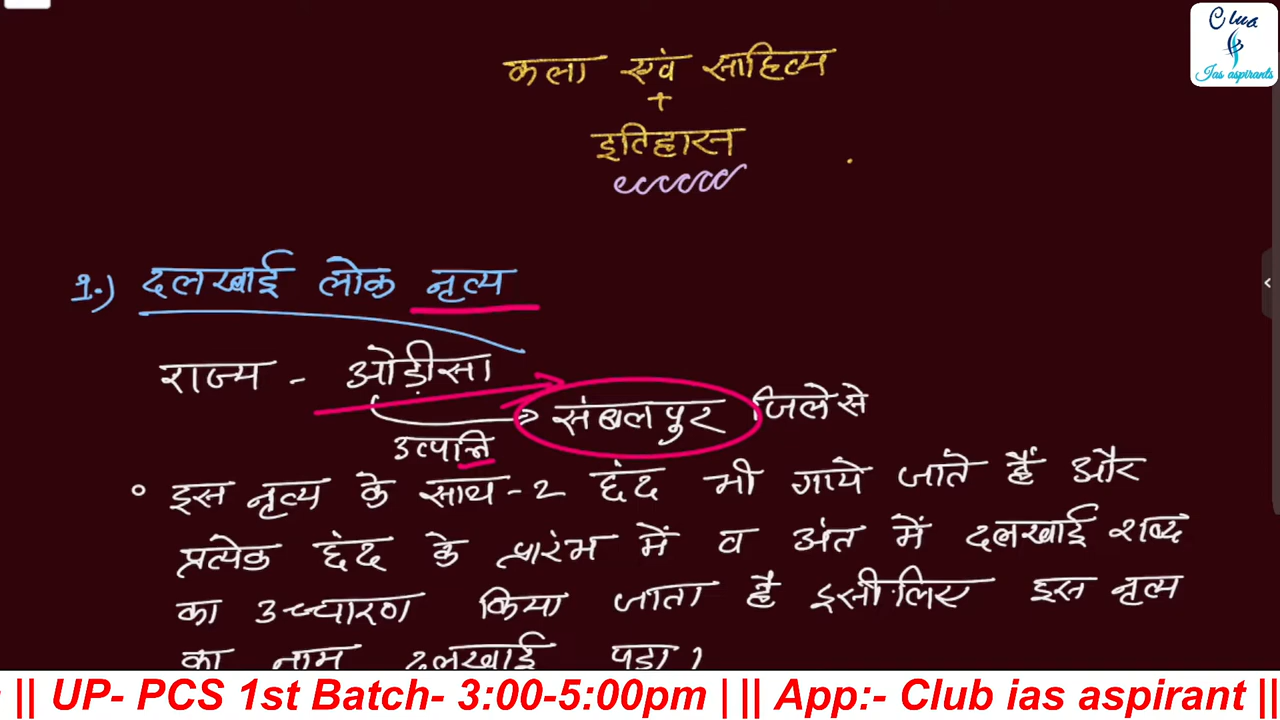 Club
Ias aspirants
कला एवं साहित्य
+
इतिहास
१.) दलखाई लोक नृत्य
राज्य - ओड़ीसा
संबलपुर जिले से
उत्पत्ति
• इस नृत्य के साथ-2 छंद भी गाये जाते हैं और
प्रत्येक छंद के प्रारंभ में व अंत में दलखाई शब्द
का उच्चारण किया जाता है इसीलिए इस नृत्य
का नाम दलखाई पड़ा।
|| UP- PCS 1st Batch- 3:00-5:00pm | || App:- Club ias aspirant ||